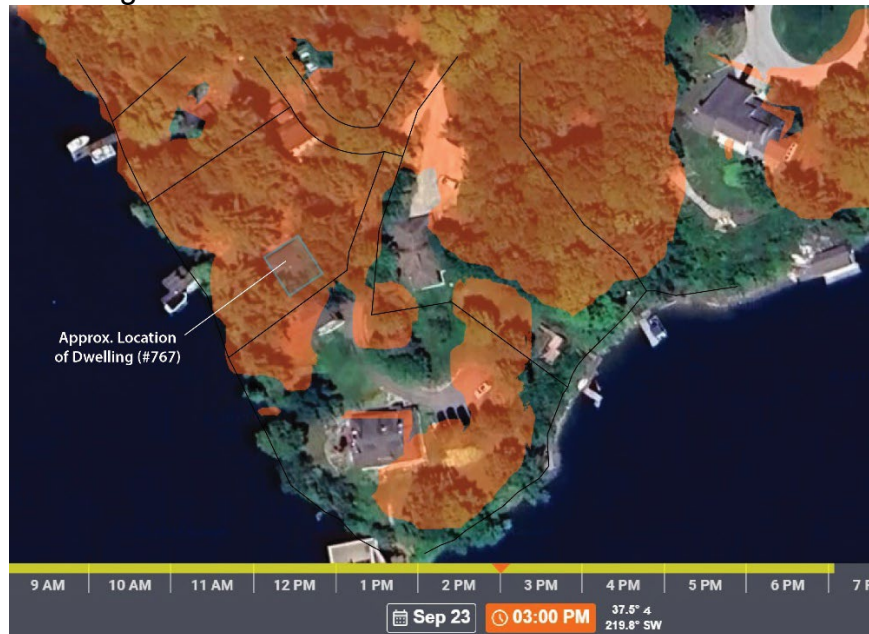 Approx. Location
of Dwelling (#767)
9 AM 10 AM 11 AM 12 PM 1 PM 2 PM 3 PM 4 PM 5 PM 6 PM
Sep 23 03:00 PM 37.5°
219.8° SW